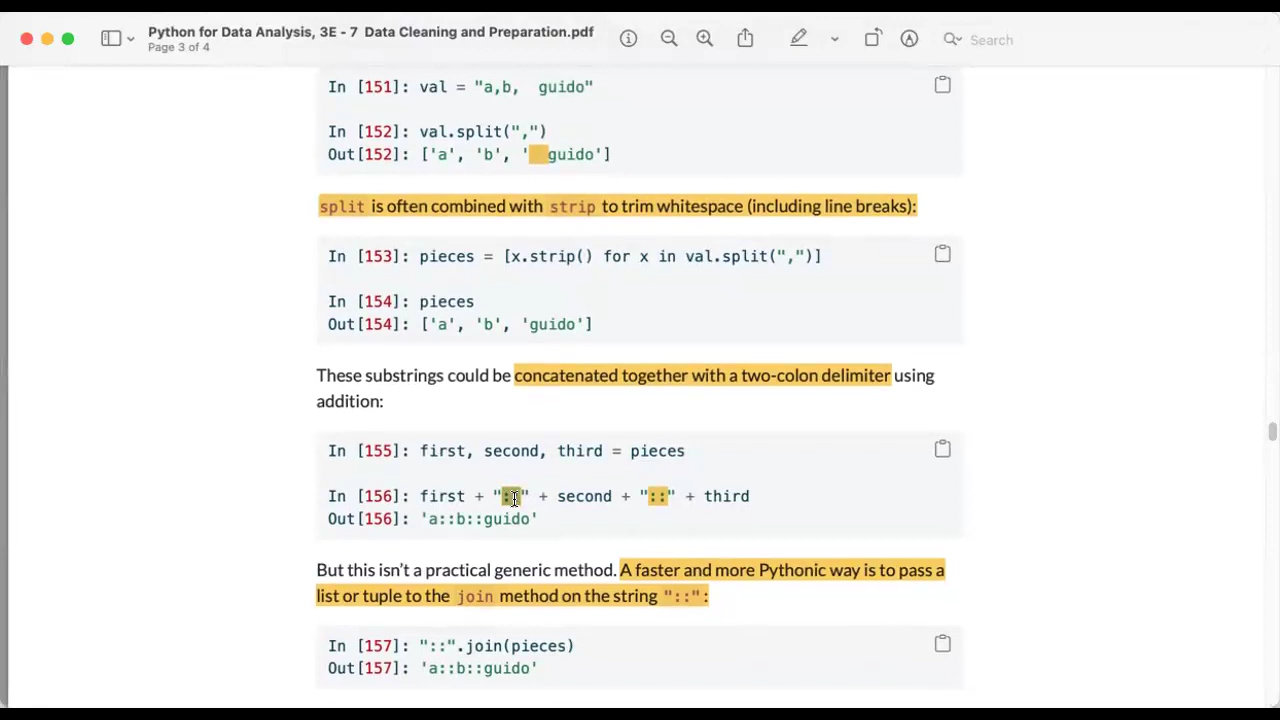 Python for Data Analysis, 3E - 7 Data Cleaning and Preparation.pdf
Page 3 of 4
Search
In [151]: val = "a,b,  guido"
In [152]: val.split(",")
Out[152]: ['a', 'b', '  guido']
split is often combined with strip to trim whitespace (including line breaks):
In [153]: pieces = [x.strip() for x in val.split(",")]
In [154]: pieces
Out[154]: ['a', 'b', 'guido']
These substrings could be concatenated together with a two-colon delimiter using
addition:
In [155]: first, second, third = pieces
In [156]: first + "::" + second + "::" + third
Out[156]: 'a::b::guido'
But this isn’t a practical generic method. A faster and more Pythonic way is to pass a
list or tuple to the join method on the string "::":
In [157]: "::".join(pieces)
Out[157]: 'a::b::guido'